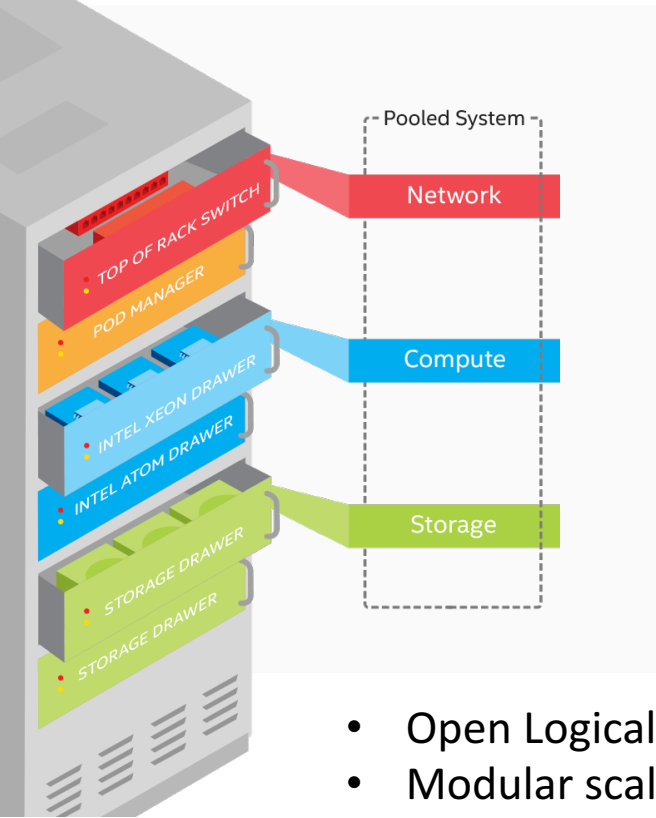 Pooled System
TOP OF RACK SWITCH
Network
POD MANAGER
INTEL XEON DRAWER
Compute
INTEL ATOM DRAWER
STORAGE DRAWER
Storage
STORAGE DRAWER
• Open Logical
• Modular scal